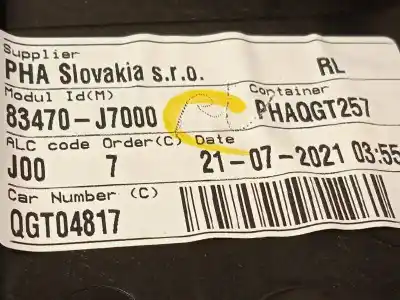 Supplier
PHA Slovakia s.r.o. RL
Modul Id(M) Container
83470-J7000 PHAQGT257
ALC code Order(C) Date
J00 7 21-07-2021 03:55
Car Number (C)
QGT04817